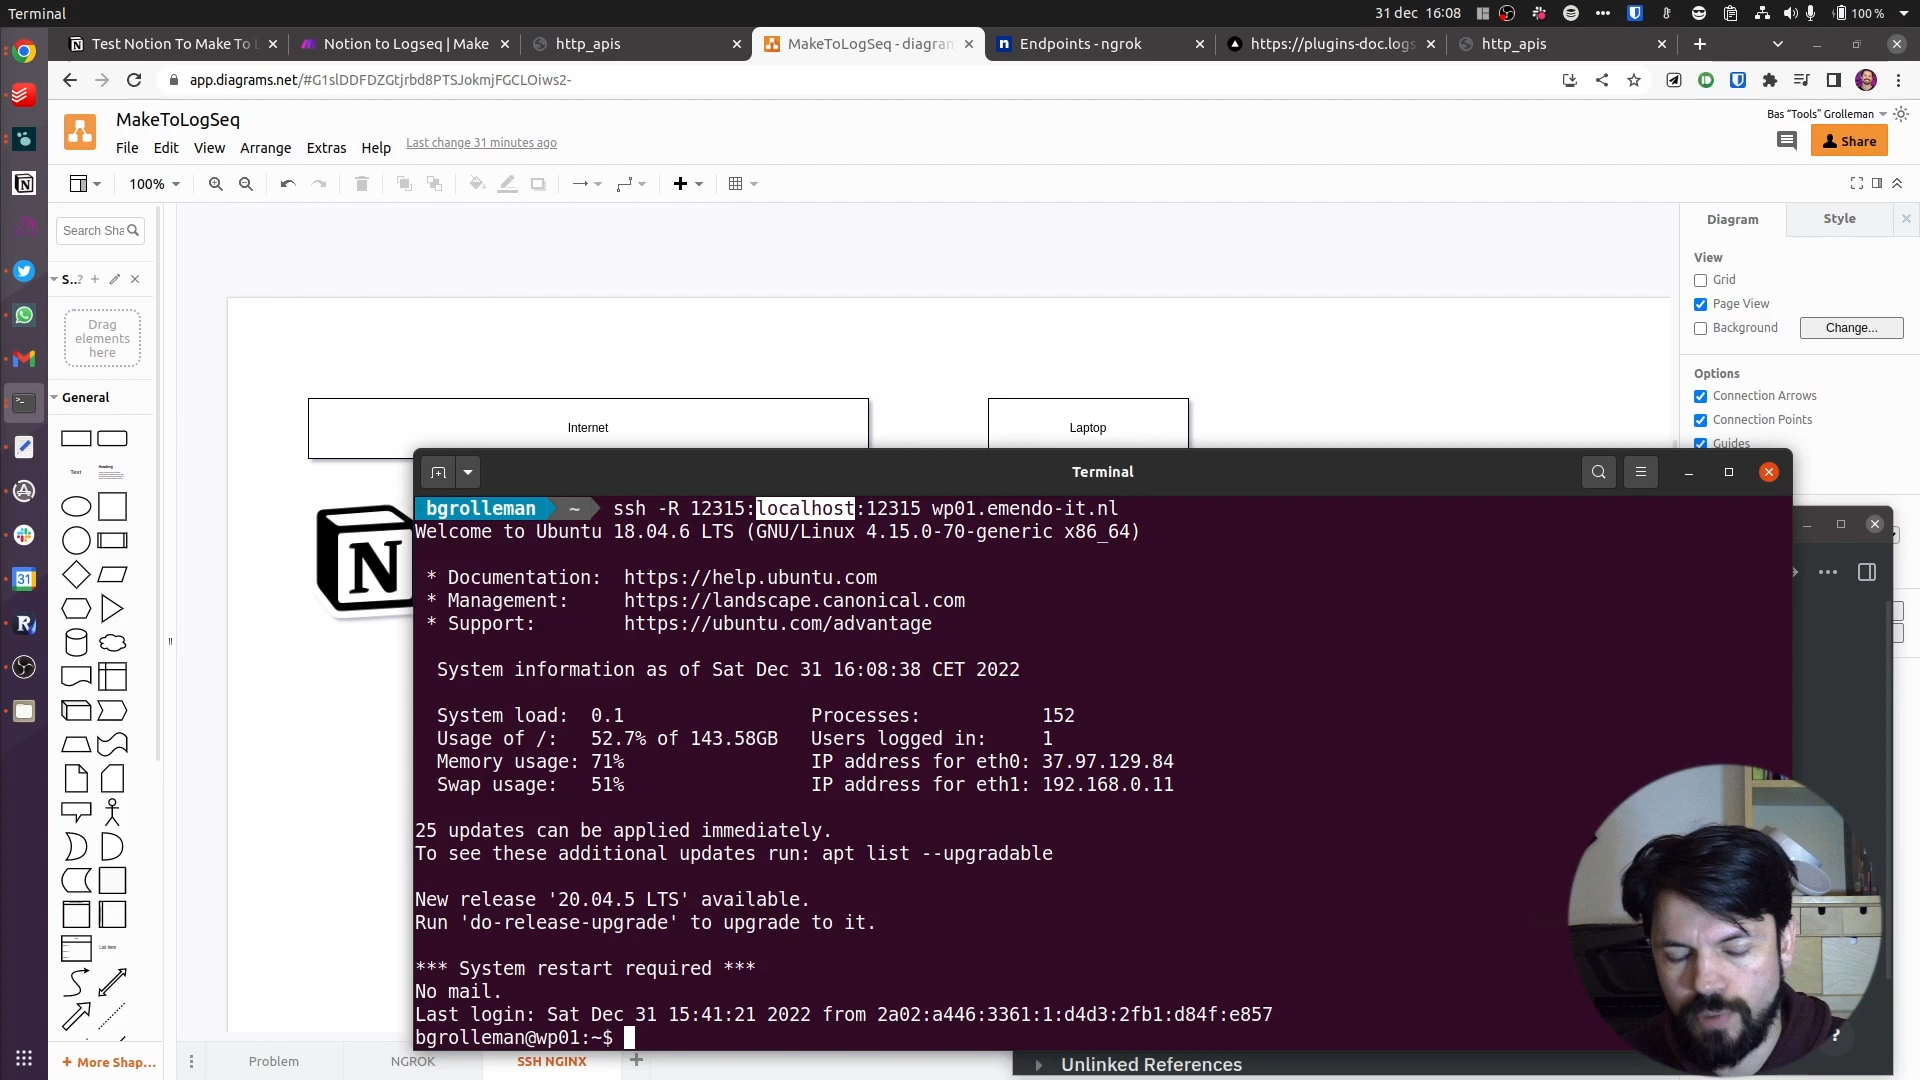 Terminal
31 dec 16:08
100 %
Test Notion To Make To L
Notion to Logseq | Make
http_apis
MakeToLogSeq - diagram
Endpoints - ngrok
https://plugins-doc.logs
http_apis
app.diagrams.net/#G1slDDFDZGtjrbd8PTSJokmjFGCLOiws2-
MakeToLogSeq
Bas “Tools” Grolleman
File Edit View Arrange Extras Help Last change 31 minutes ago
Share
100%
Search Sha
Diagram
Style
S..?
View
Grid
Page View
Background
Change...
Drag
elements
here
Options
Connection Arrows
Connection Points
Guides
General
Text
Heading
List Item
+ More Shap...
Internet
Laptop
N
Terminal
bgrolleman ~ ssh -R 12315:localhost:12315 wp01.emendo-it.nl
Welcome to Ubuntu 18.04.6 LTS (GNU/Linux 4.15.0-70-generic x86_64)
* Documentation: https://help.ubuntu.com
* Management: https://landscape.canonical.com
* Support: https://ubuntu.com/advantage
System information as of Sat Dec 31 16:08:38 CET 2022
System load: 0.1 Processes: 152
Usage of /: 52.7% of 143.58GB Users logged in: 1
Memory usage: 71% IP address for eth0: 37.97.129.84
Swap usage: 51% IP address for eth1: 192.168.0.11
25 updates can be applied immediately.
To see these additional updates run: apt list --upgradable
New release '20.04.5 LTS' available.
Run 'do-release-upgrade' to upgrade to it.
*** System restart required ***
No mail.
Last login: Sat Dec 31 15:41:21 2022 from 2a02:a446:3361:1:d4d3:2fb1:d84f:e857
bgrolleman@wp01:~$
Problem
NGROK
SSH NGINX
Unlinked References
?